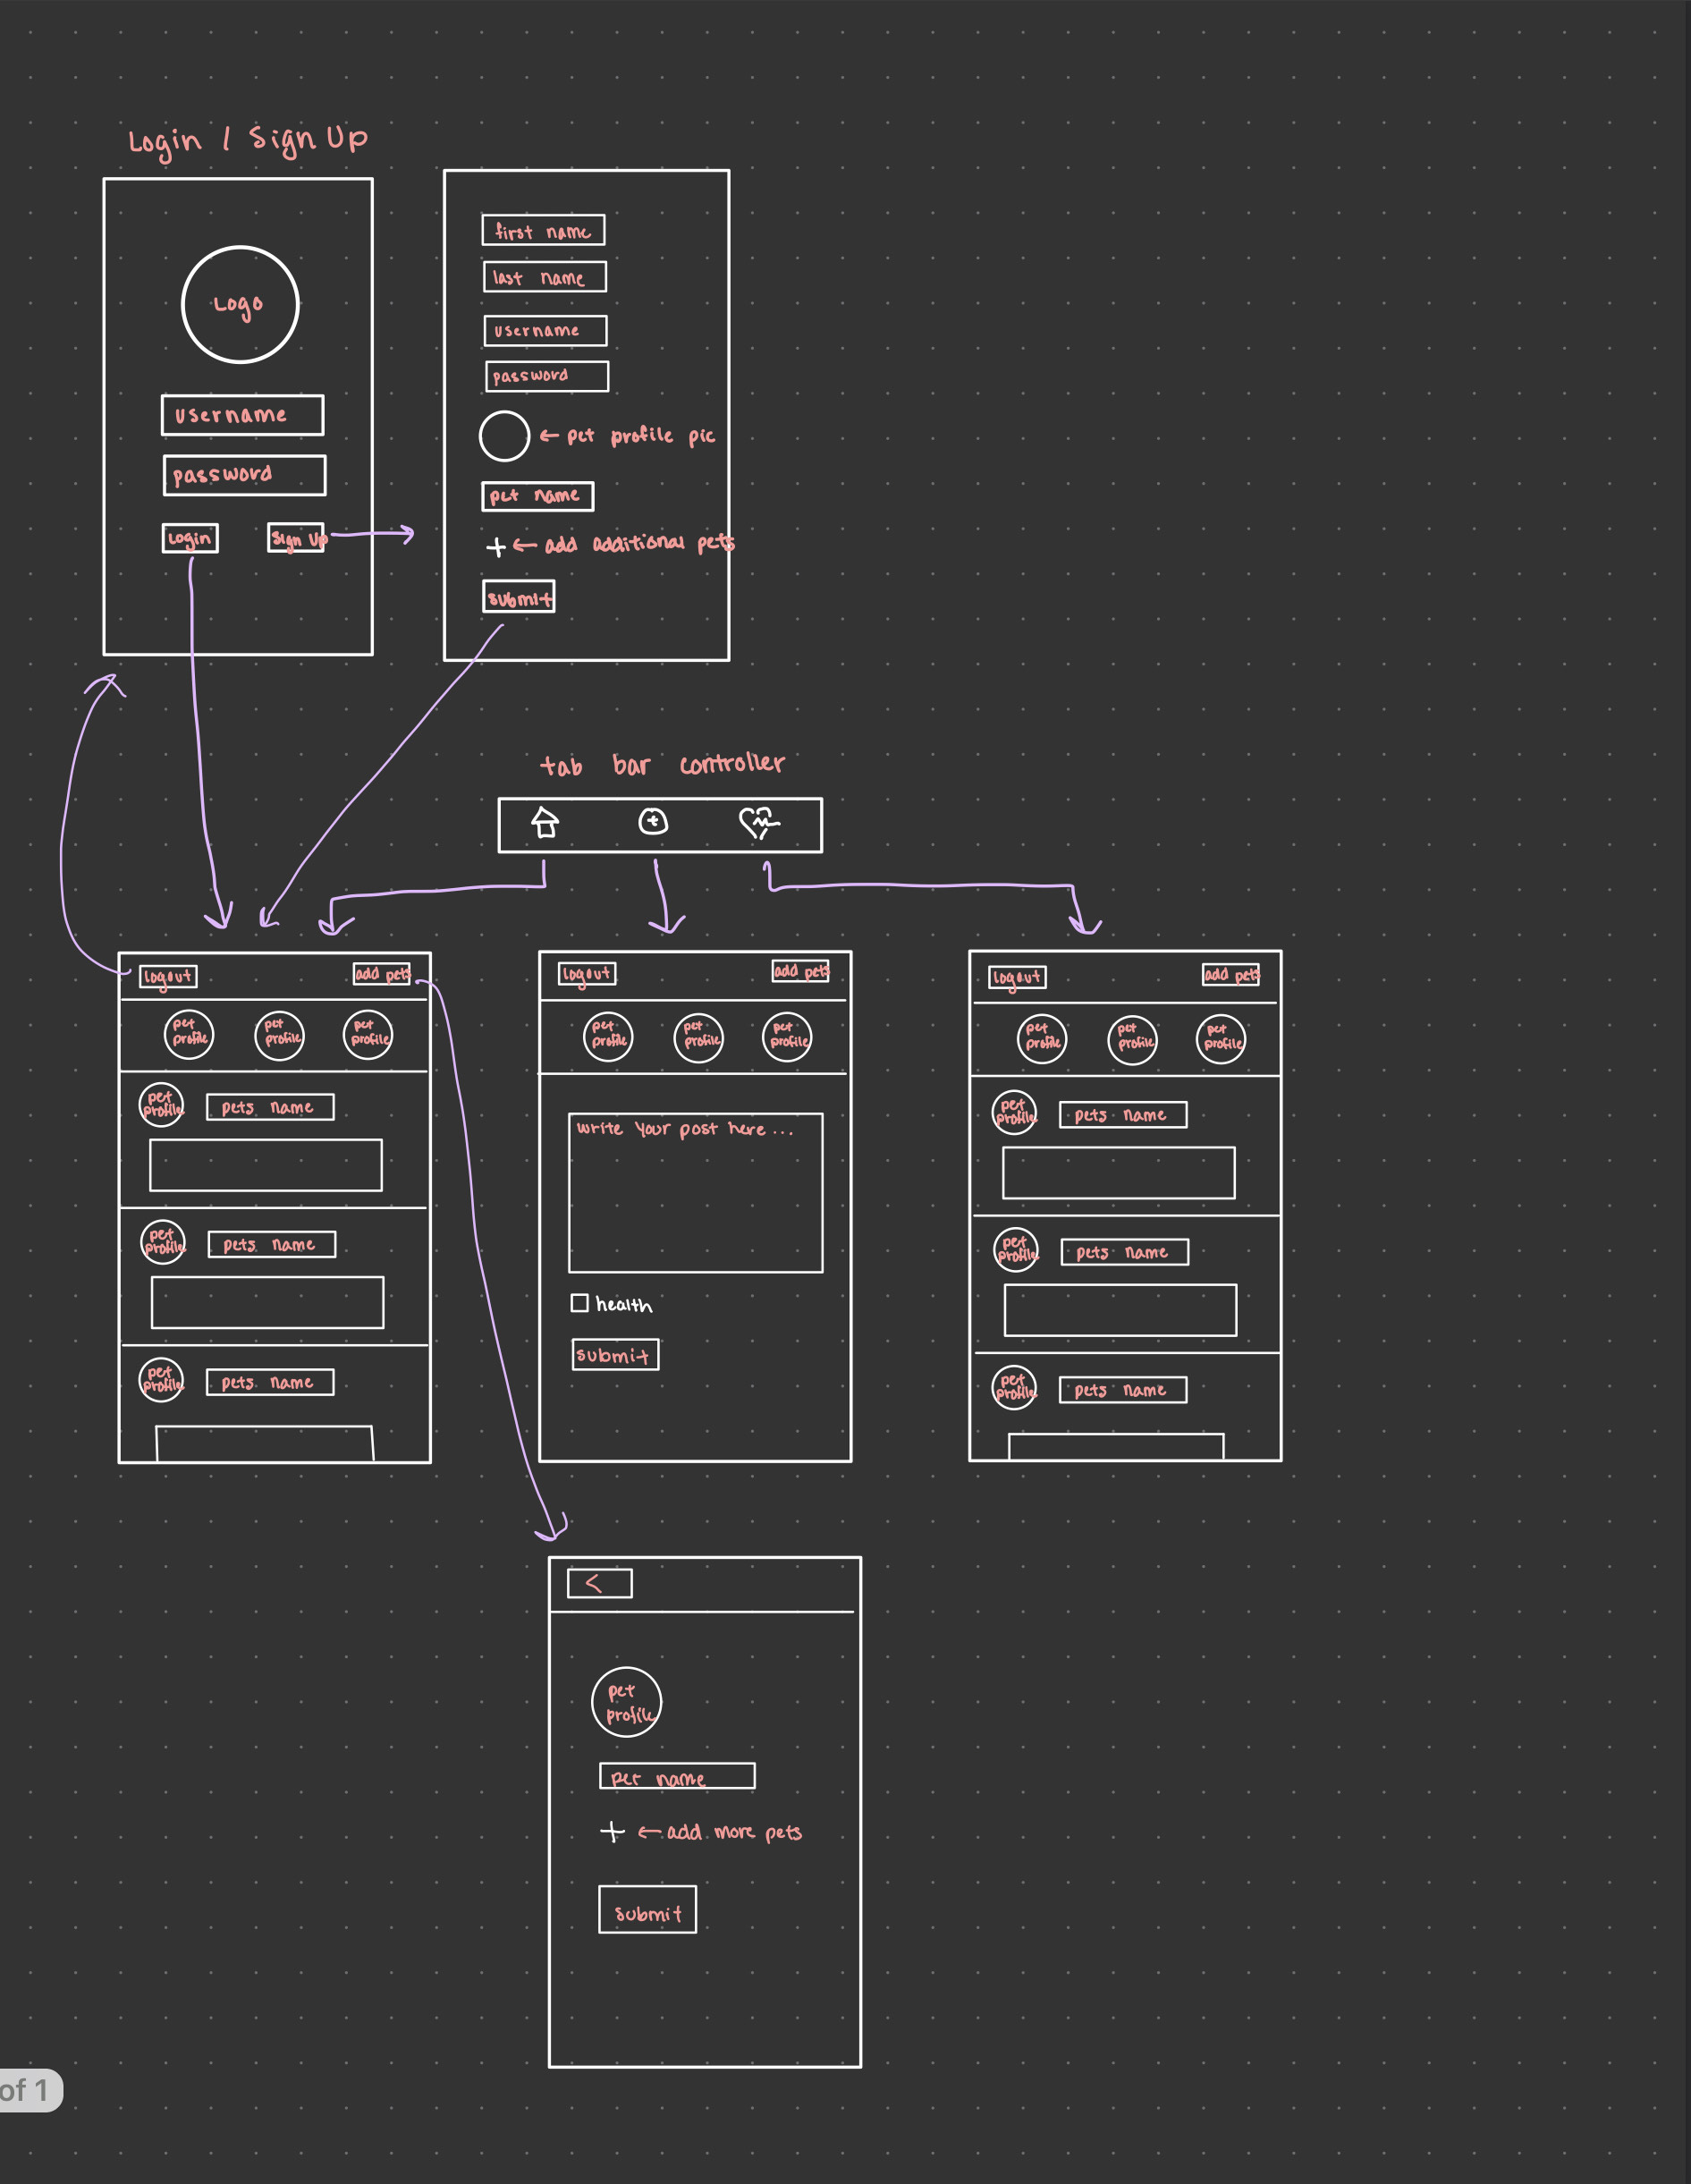 Login / Sign Up
Logo
username
password
Login
Sign Up
first name
last name
username
password
← pet profile pic
pet name
+ ← add additional pets
submit
tab bar controller
logout
add pets
pet
profile
pet
profile
pet
profile
pet
profile
pets name
pet
profile
pets name
pet
profile
pets name
logout
add pets
pet
profile
pet
profile
pet
profile
Write your post here ...
health
submit
logout
add pets
pet
profile
pet
profile
pet
profile
pet
profile
pets name
pet
profile
pets name
pet
profile
pets name
<
pet
profile
pet name
+ ← add more pets
submit
of 1